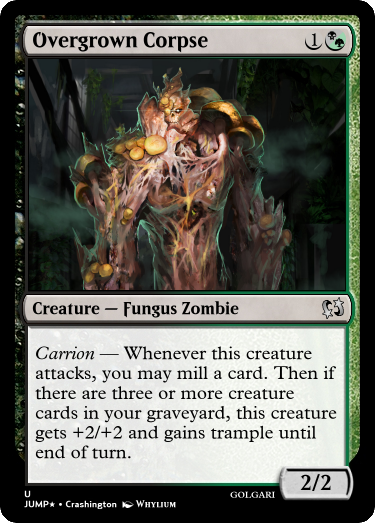 Overgrown Corpse 1
Creature — Fungus Zombie
Carrion — Whenever this creature
attacks, you may mill a card. Then if
there are three or more creature
cards in your graveyard, this creature
gets +2/+2 and gains trample until
end of turn.
2/2
U GOLGARI
JUMP★ • Crashington Whylium